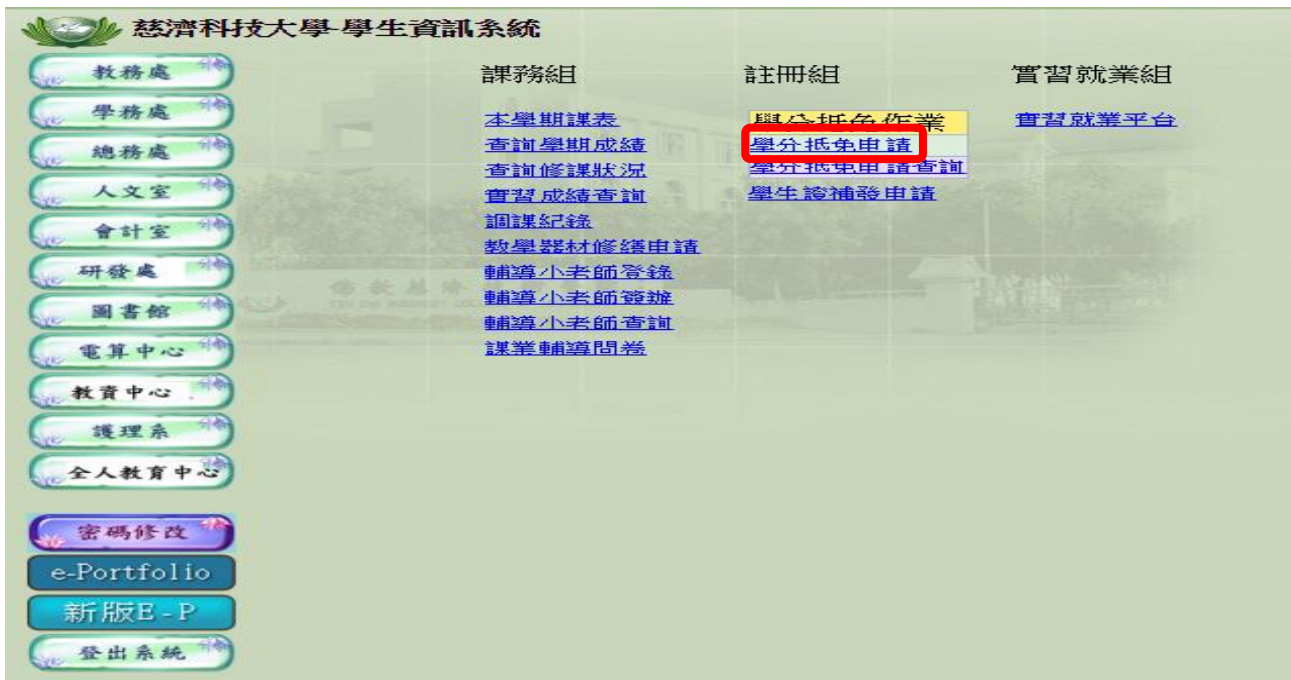 慈濟科技大學-學生資訊系統
教務處
學務處
總務處
人文室
會計室
研發處
圖書館
電算中心
教資中心
護理系
全人教育中心
密碼修改
e-Portfolio
新版E-P
登出系統
課務組
本學期課表
查詢學期成績
查詢修課狀況
實習成績查詢
調課紀錄
教學器材修繕申請
輔導小老師登錄
輔導小老師簽辦
輔導小老師查詢
課業輔導問卷
註冊組
學分抵免作業
學分抵免申請
學分抵免申請查詢
學生證補發申請
實習就業組
實習就業平台